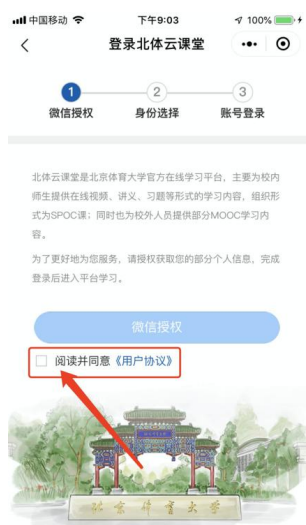 中国移动 下午9:03 100%
登录北体云课堂
1 2 3
微信授权 身份选择 账号登录
北体云课堂是北京体育大学官方在线学习平台，主要为校内
师生提供在线视频、讲义、习题等形式的学习内容，组织形
式为SPOC课；同时也为校外人员提供部分MOOC学习内
容。
为了更好地为您服务，请授权获取您的部分个人信息，完成
登录后进入平台学习。
微信授权
阅读并同意《用户协议》
北京体育大学